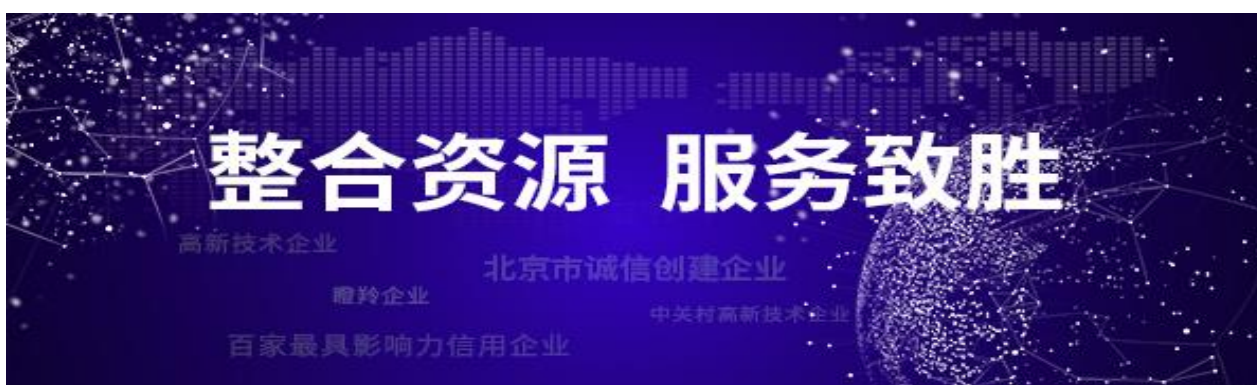 整合资源 服务致胜
高新技术企业
北京市诚信创建企业
瞪羚企业
中关村高新技术企业
百家最具影响力信用企业